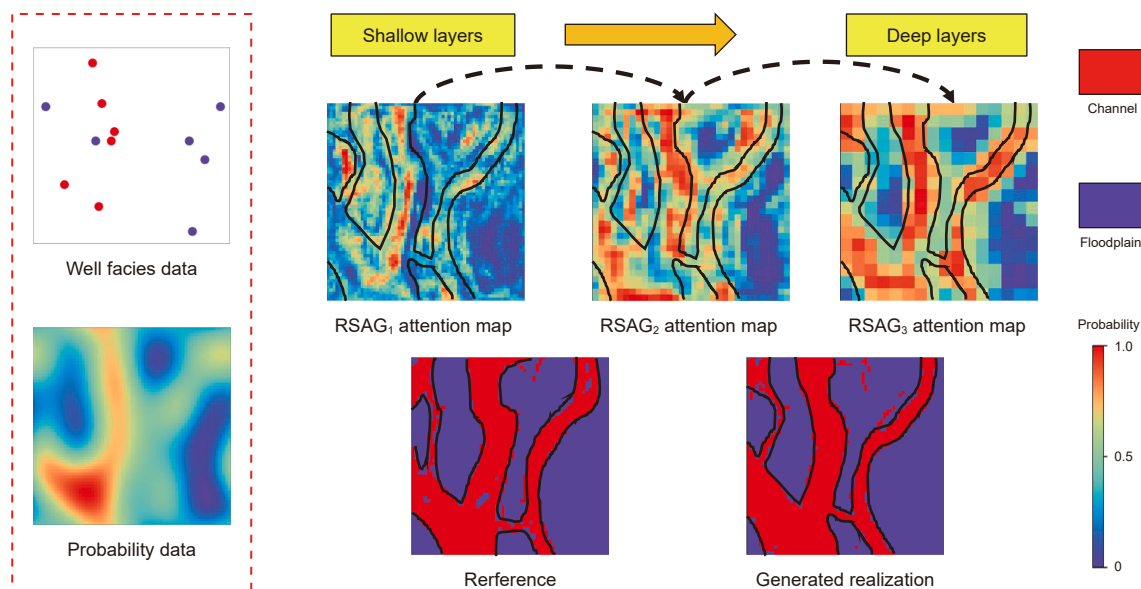 Shallow layers
Deep layers
Channel
Well facies data
Floodplain
RSAG₁ attention map
RSAG₂ attention map
RSAG₃ attention map
Probability
1.0
0.5
0
Probability data
Rerference
Generated realization